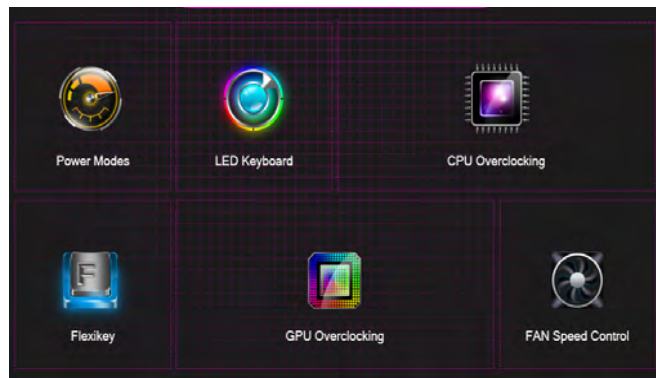 Power Modes
LED Keyboard
CPU Overclocking
F
Flexikey
GPU Overclocking
FAN Speed Control